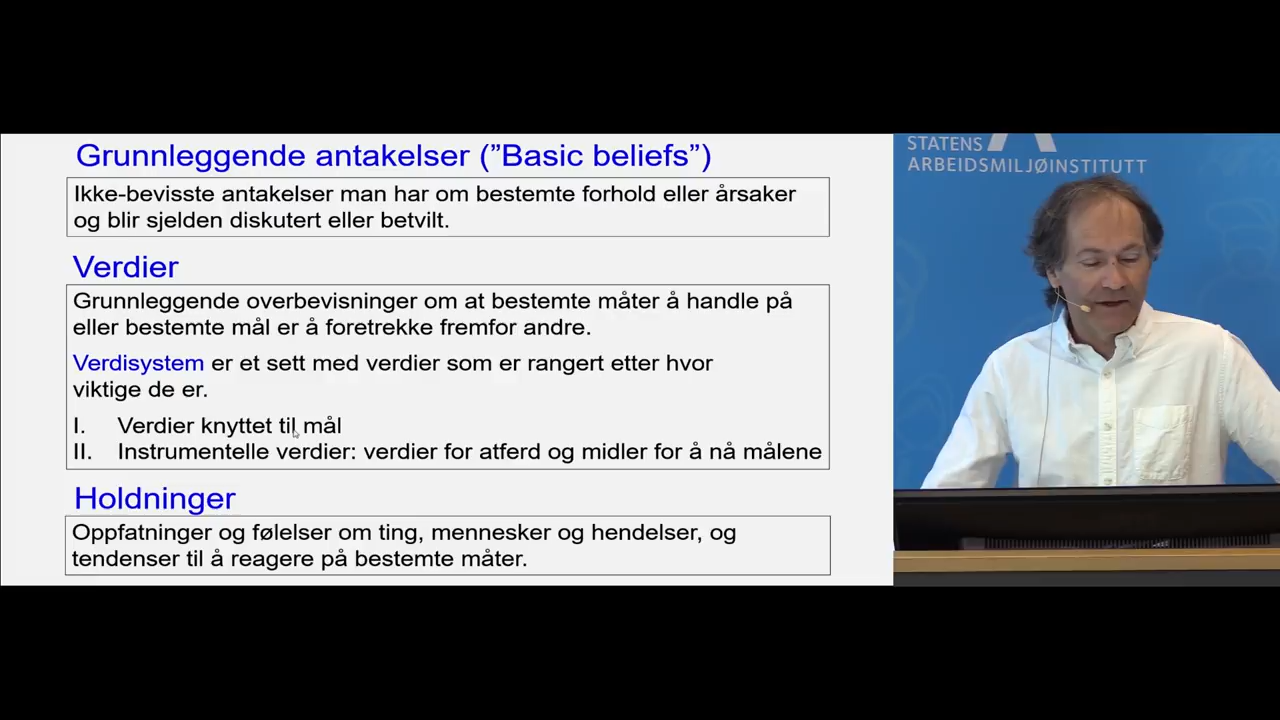 Grunnleggende antakelser (”Basic beliefs”)
Ikke-bevisste antakelser man har om bestemte forhold eller årsaker
og blir sjelden diskutert eller betvilt.
Verdier
Grunnleggende overbevisninger om at bestemte måter å handle på
eller bestemte mål er å foretrekke fremfor andre.
Verdisystem er et sett med verdier som er rangert etter hvor
viktige de er.
I. Verdier knyttet til mål
II. Instrumentelle verdier: verdier for atferd og midler for å nå målene
Holdninger
Oppfatninger og følelser om ting, mennesker og hendelser, og
tendenser til å reagere på bestemte måter.
STATENS
ARBEIDSMILJØINSTITUTT